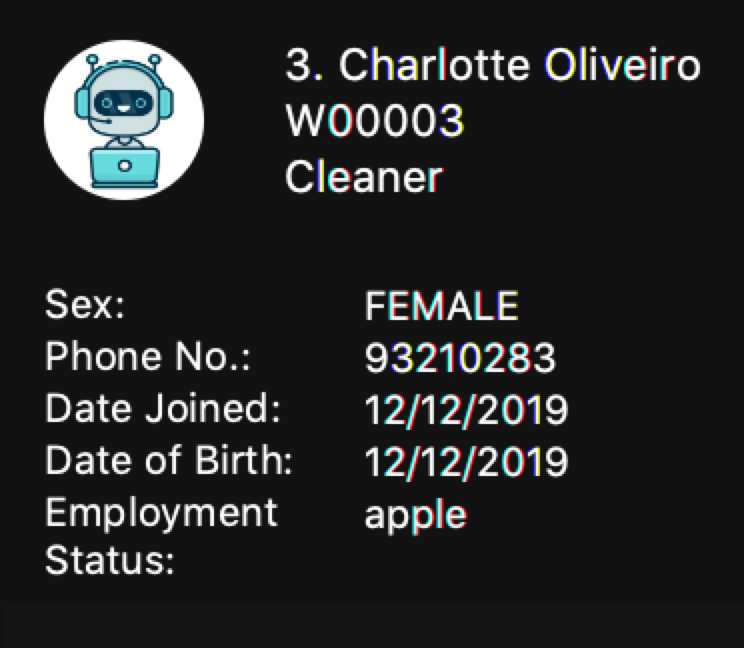 3. Charlotte Oliveiro
W00003
Cleaner
Sex: FEMALE
Phone No.: 93210283
Date Joined: 12/12/2019
Date of Birth: 12/12/2019
Employment apple
Status: